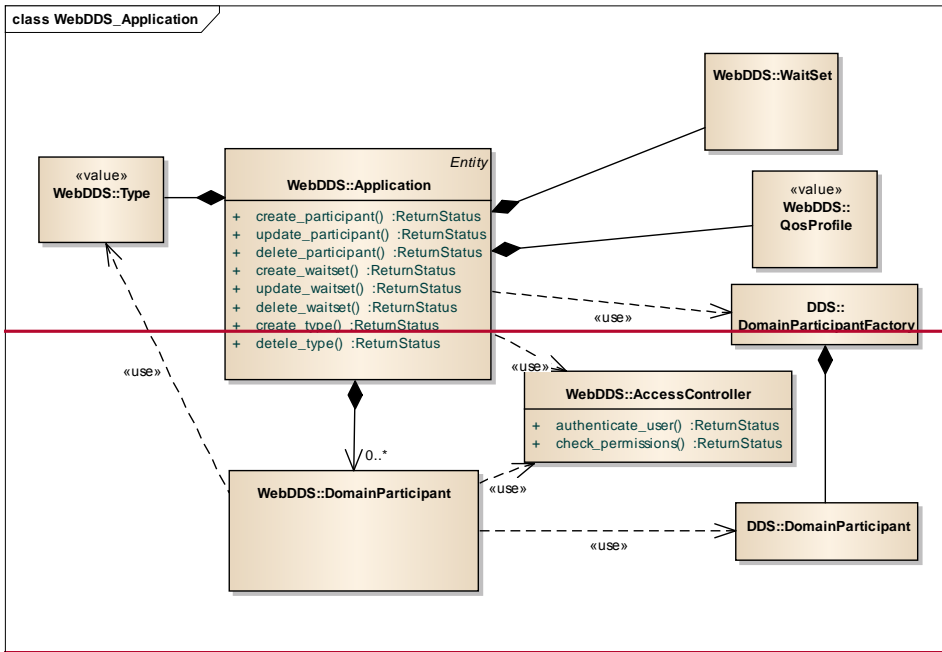 class WebDDS_Application
WebDDS::WaitSet
«value»
WebDDS::Type
Entity
WebDDS::Application
+ create_participant() :ReturnStatus
+ update_participant() :ReturnStatus
+ delete_participant() :ReturnStatus
+ create_waitset() :ReturnStatus
+ update_waitset() :ReturnStatus
+ delete_waitset() :ReturnStatus
+ create_type() :ReturnStatus
+ detele_type() :ReturnStatus
«value»
WebDDS::
QosProfile
DDS::
DomainParticipantFactory
«use»
«use»
«use»
WebDDS::AccessController
+ authenticate_user() :ReturnStatus
+ check_permissions() :ReturnStatus
0..*
«use»
WebDDS::DomainParticipant
DDS::DomainParticipant
«use»